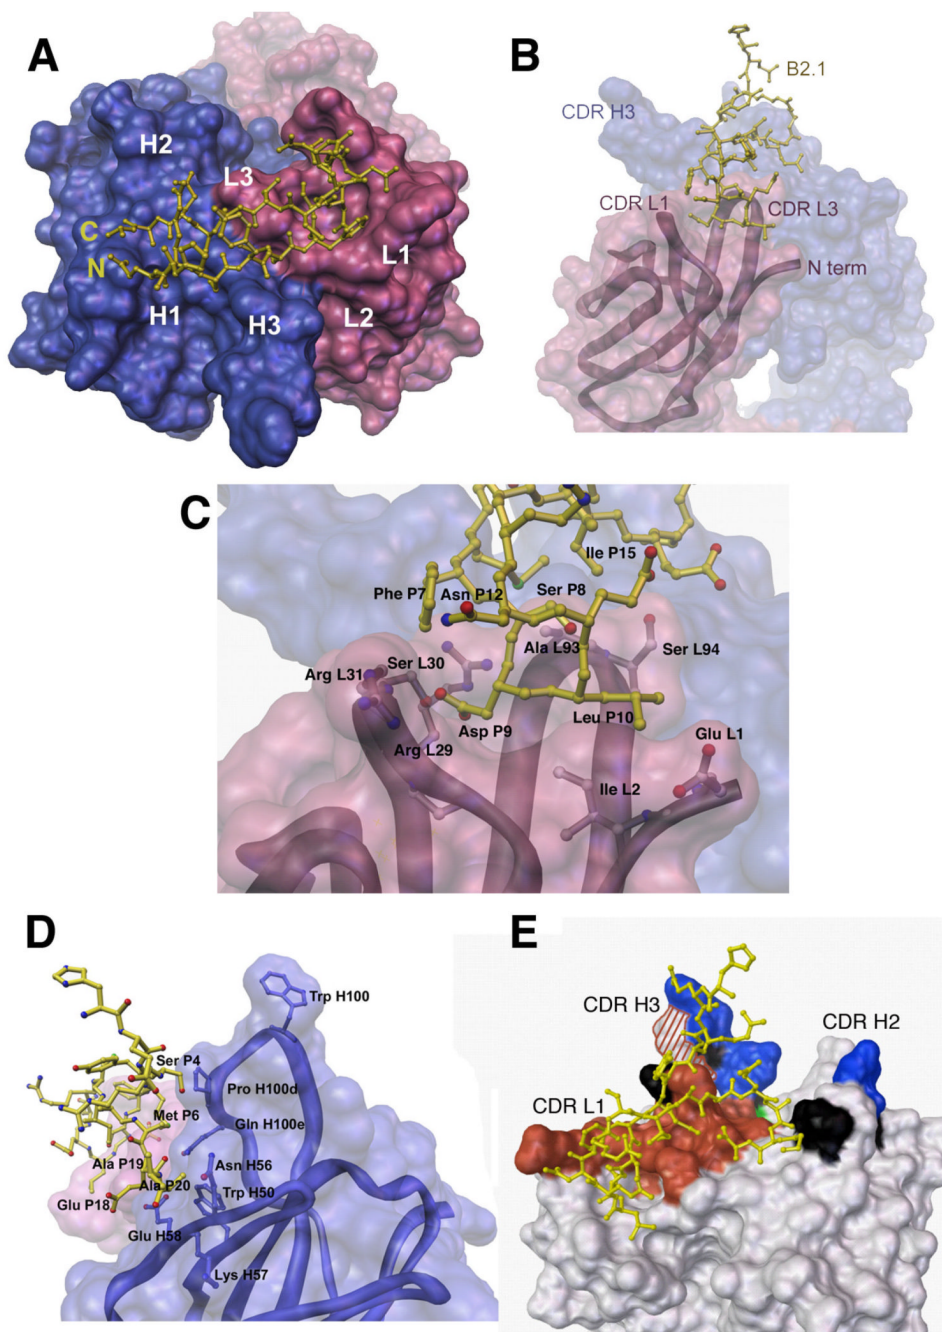 A
H2
L3
C
L1
N
H1
H3
L2
B
B2.1
CDR H3
CDR L1
CDR L3
N term
C
Ile P15
Phe P7
Asn P12
Ser P8
Ala L93
Ser L94
Ser L30
Arg L31
Leu P10
Asp P9
Glu L1
Arg L29
Ile L2
D
Trp H100
Ser P4
Pro H100d
Met P6
Gln H100e
Ala P19
Asn H56
Ala P20
Trp H50
Glu P18
Glu H58
Lys H57
E
CDR H3
CDR H2
CDR L1